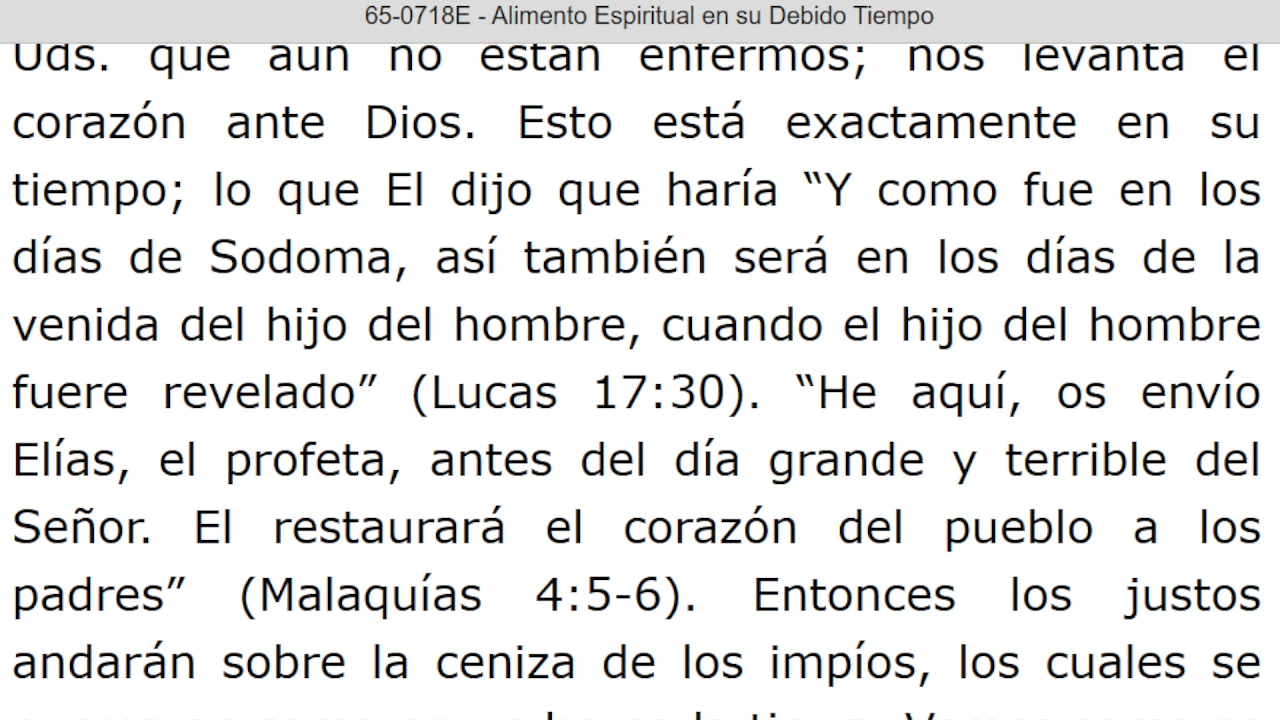 65-0718E - Alimento Espiritual en su Debido Tiempo
Uds. que aun no están enfermos; nos levanta el
corazón ante Dios. Esto está exactamente en su
tiempo; lo que El dijo que haría “Y como fue en los
días de Sodoma, así también será en los días de la
venida del hijo del hombre, cuando el hijo del hombre
fuere revelado” (Lucas 17:30). “He aquí, os envío
Elías, el profeta, antes del día grande y terrible del
Señor. El restaurará el corazón del pueblo a los
padres” (Malaquías 4:5-6). Entonces los justos
andarán sobre la ceniza de los impíos, los cuales se